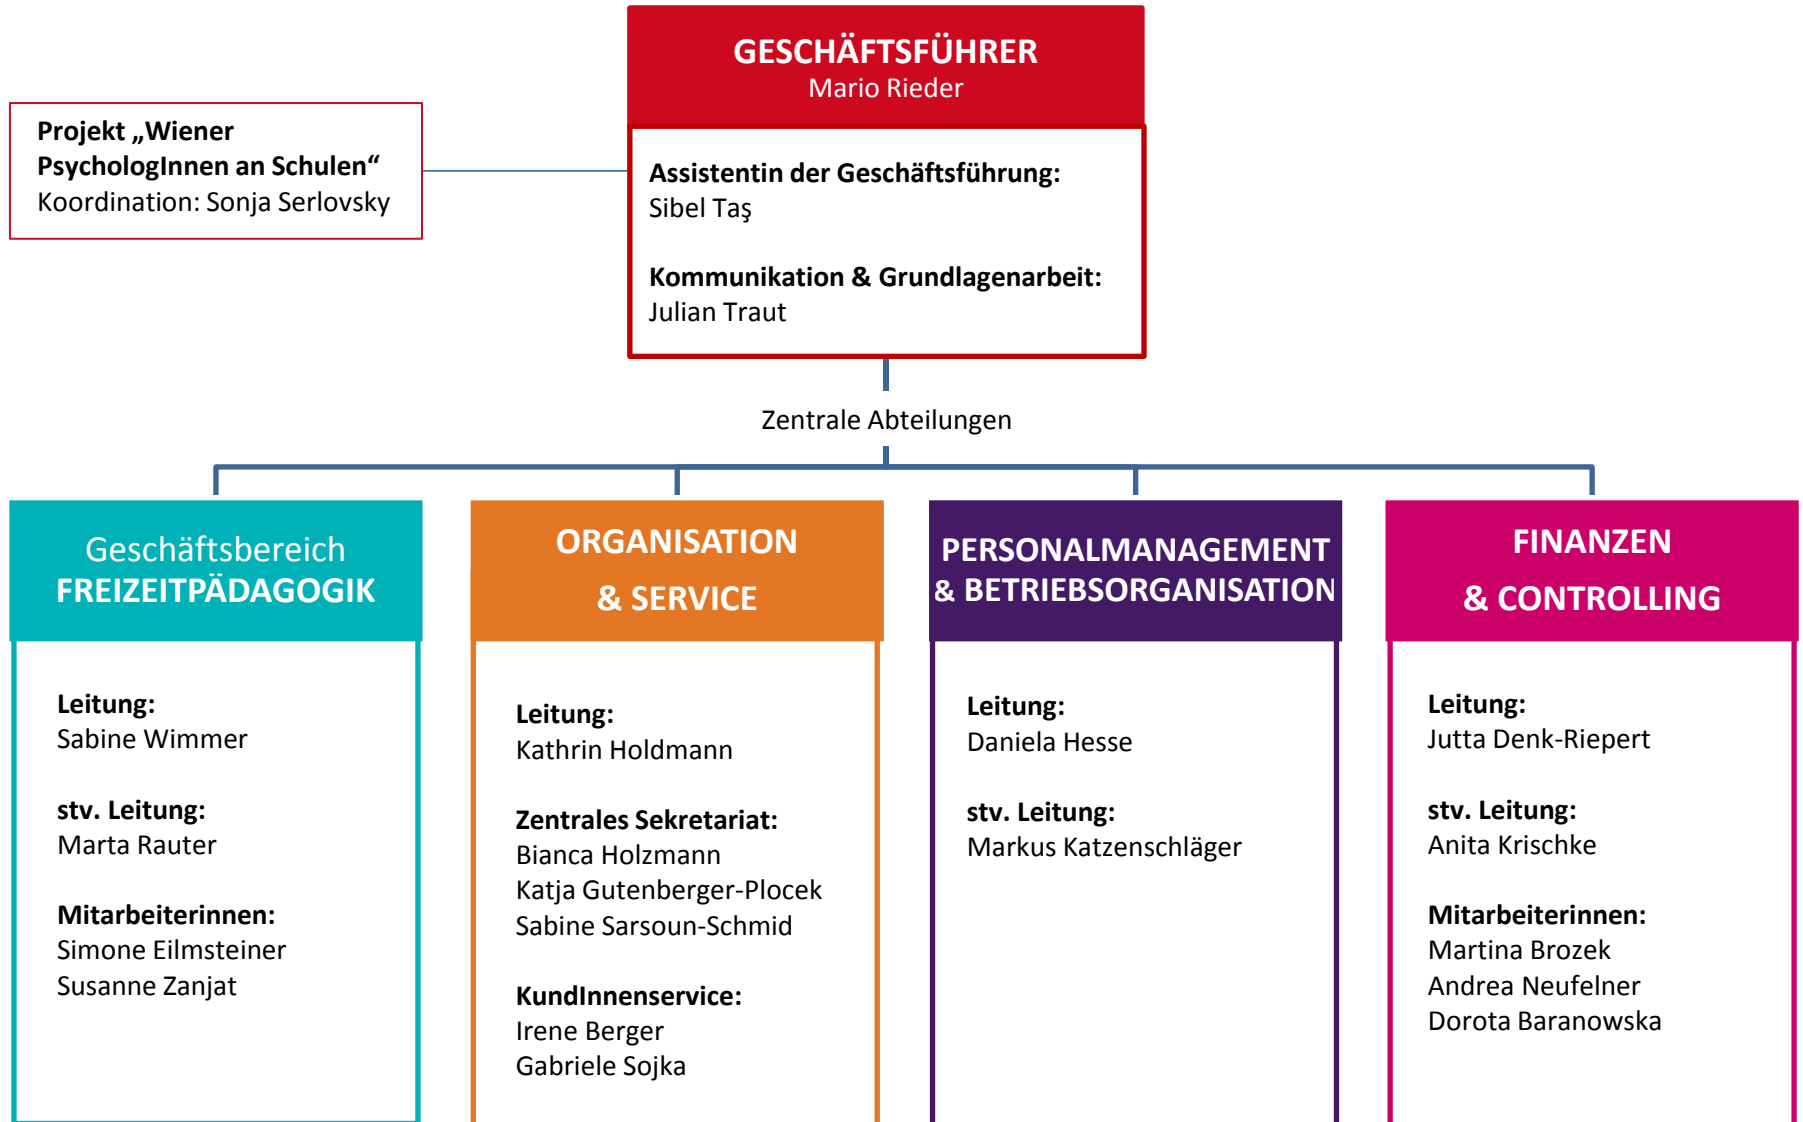 GESCHÄFTSFÜHRER
Mario Rieder
Projekt „Wiener
PsychologInnen an Schulen“
Koordination: Sonja Serlovsky
Assistentin der Geschäftsführung:
Sibel Taş
Kommunikation & Grundlagenarbeit:
Julian Traut
Zentrale Abteilungen
Geschäftsbereich
FREIZEITPÄDAGOGIK
Leitung:
Sabine Wimmer
stv. Leitung:
Marta Rauter
Mitarbeiterinnen:
Simone Eilmsteiner
Susanne Zanjat
ORGANISATION
& SERVICE
Leitung:
Kathrin Holdmann
Zentrales Sekretariat:
Bianca Holzmann
Katja Gutenberger-Plocek
Sabine Sarsoun-Schmid
KundInnenservice:
Irene Berger
Gabriele Sojka
PERSONALMANAGEMENT
& BETRIEBSORGANISATION
Leitung:
Daniela Hesse
stv. Leitung:
Markus Katzenschläger
FINANZEN
& CONTROLLING
Leitung:
Jutta Denk-Riepert
stv. Leitung:
Anita Krischke
Mitarbeiterinnen:
Martina Brozek
Andrea Neufelner
Dorota Baranowska